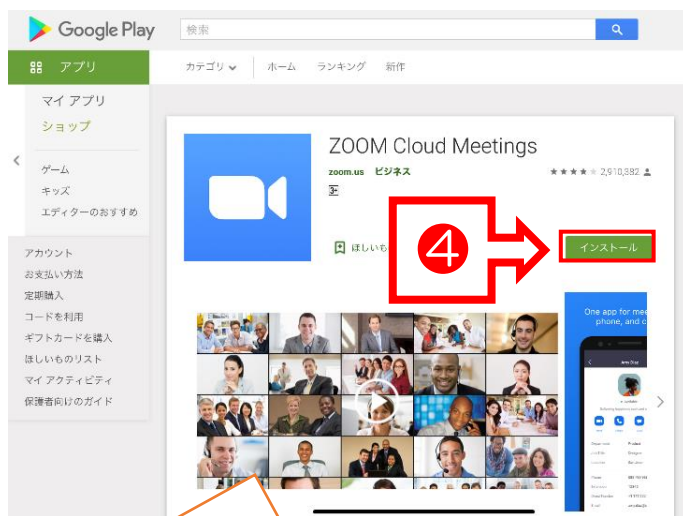 Google Play
検索
アプリ
カテゴリ
ホーム
ランキング
新作
マイ アプリ
ショップ
ゲーム
キッズ
エディターのおすすめ
アカウント
お支払い方法
定期購入
コードを利用
ギフトカードを購入
ほしいものリスト
マイ アクティビティ
保護者向けのガイド
ZOOM Cloud Meetings
zoom.us ビジネス
2,910,382
3+
ほしいも
4
インストール
One app for mee
phone, and c